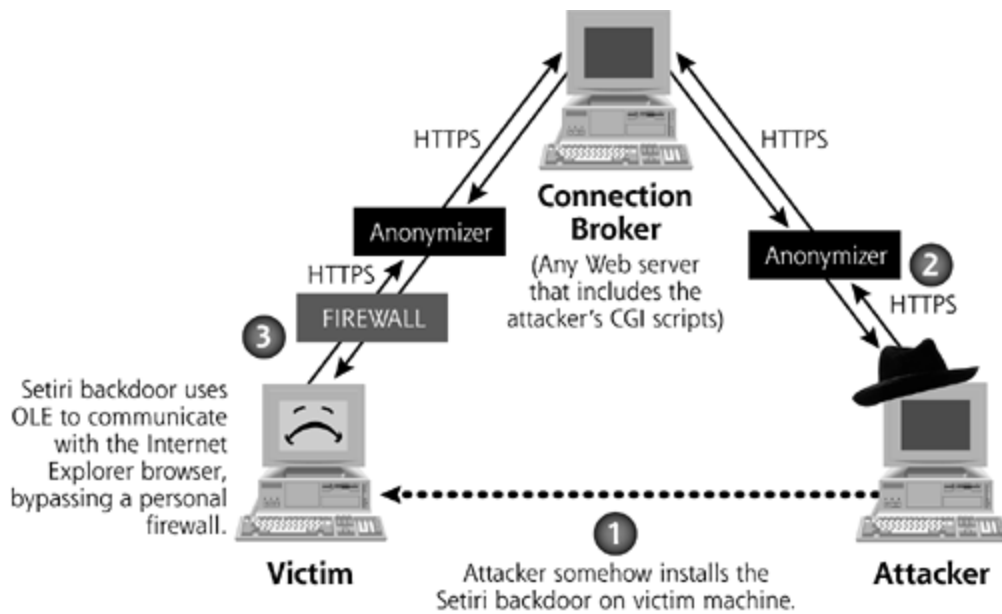 HTTPS
HTTPS
Connection
Broker
(Any Web server
that includes the
attacker's CGI scripts)
Anonymizer
Anonymizer
2
HTTPS
HTTPS
FIREWALL
3
Setiri backdoor uses
OLE to communicate
with the Internet
Explorer browser,
bypassing a personal
firewall.
1
Victim
Attacker somehow installs the
Setiri backdoor on victim machine.
Attacker